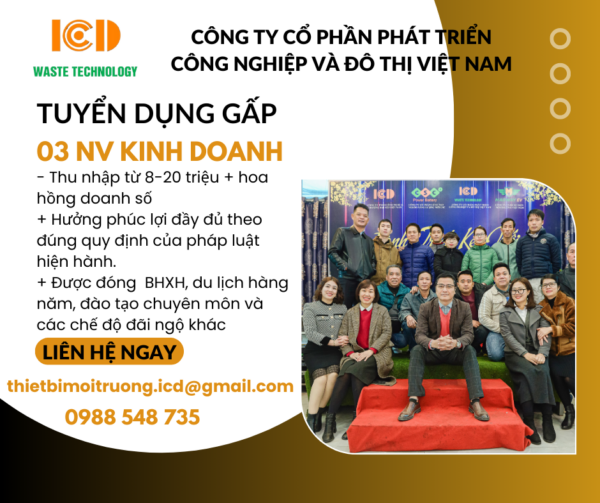 ICD
WASTE TECHNOLOGY
CÔNG TY CỔ PHẦN PHÁT TRIỂN
CÔNG NGHIỆP VÀ ĐÔ THỊ VIỆT NAM
TUYỂN DỤNG GẤP
03 NV KINH DOANH
- Thu nhập từ 8-20 triệu + hoa
hồng doanh số
+ Hưởng phúc lợi đầy đủ theo
đúng quy định của pháp luật
hiện hành.
+ Được đóng  BHXH, du lịch hàng
năm, đào tạo chuyên môn và
các chế độ đãi ngộ khác
LIÊN HỆ NGAY
thietbimoitruong.icd@gmail.com
0988 548 735
ICD
CSC
ICD